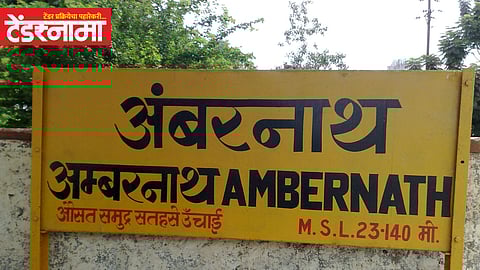 टेंडर प्रक्रियेचा पहारेकरी...
टेंडरनामा
अंबरनाथ
अम्बरनाथ AMBERNATH
औसत समुद्र सतहसे उँचाई M.S.L. 23·140 मी.